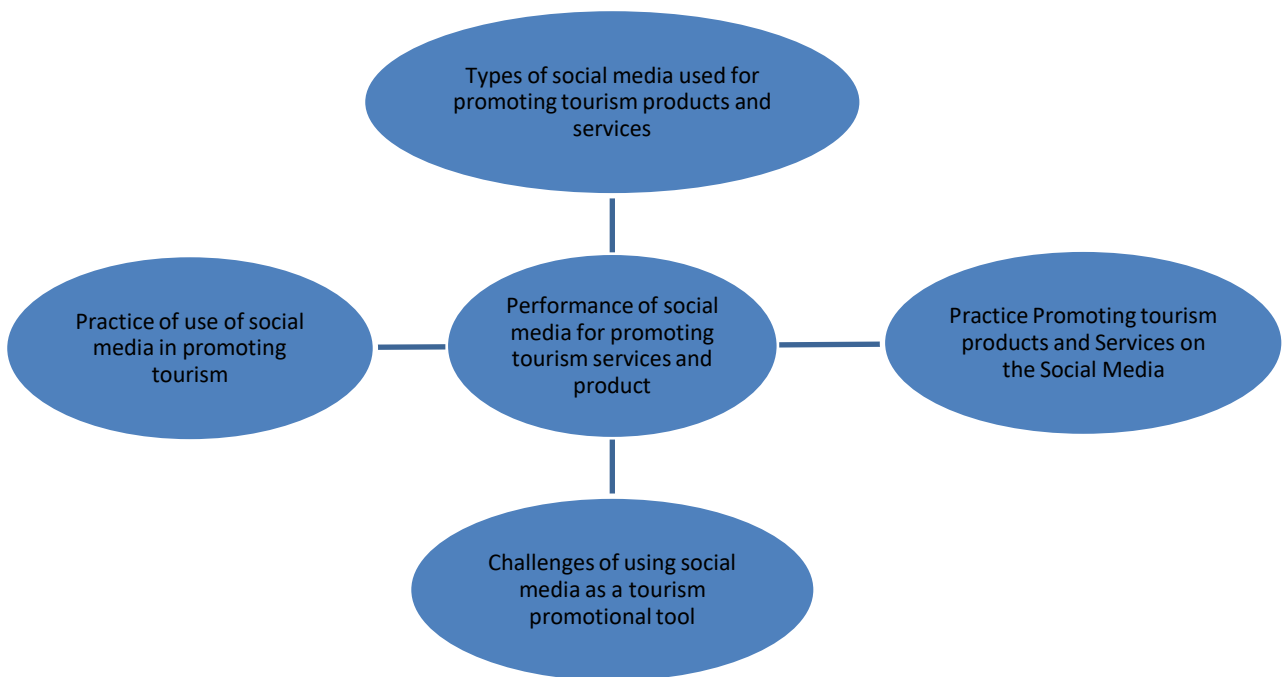 Types of social media used for
promoting tourism products and
services
Practice of use of social
media in promoting
tourism
Performance of social
media for promoting
tourism services and
product
Practice Promoting tourism
products and Services on
the Social Media
Challenges of using social
media as a tourism
promotional tool